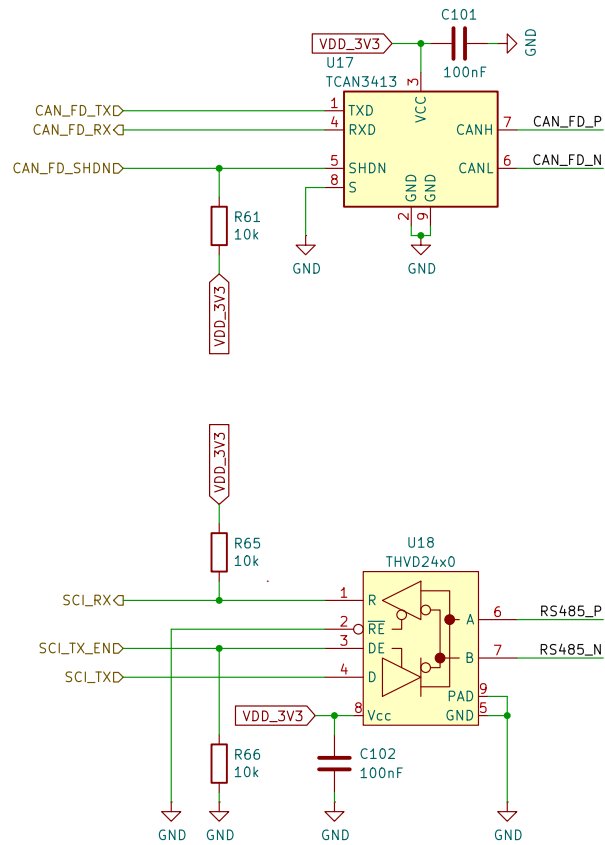 C101
VDD_3V3
GND
100nF
U17
TCAN3413
3
VCC
CAN_FD_TX
1
TXD
CAN_FD_RX
4
RXD
CANH
7
CAN_FD_P
CAN_FD_SHDN
5
SHDN
CANL
6
CAN_FD_N
8
S
GND
GND
2
9
R61
10k
GND
GND
VDD_3V3
VDD_3V3
U18
THVD24x0
R65
10k
SCI_RX
1
R
A
6
RS485_P
2
RE
SCI_TX_EN
3
DE
B
7
RS485_N
SCI_TX
4
D
PAD
9
VDD_3V3
8
Vcc
GND
5
R66
10k
C102
100nF
GND
GND
GND
GND